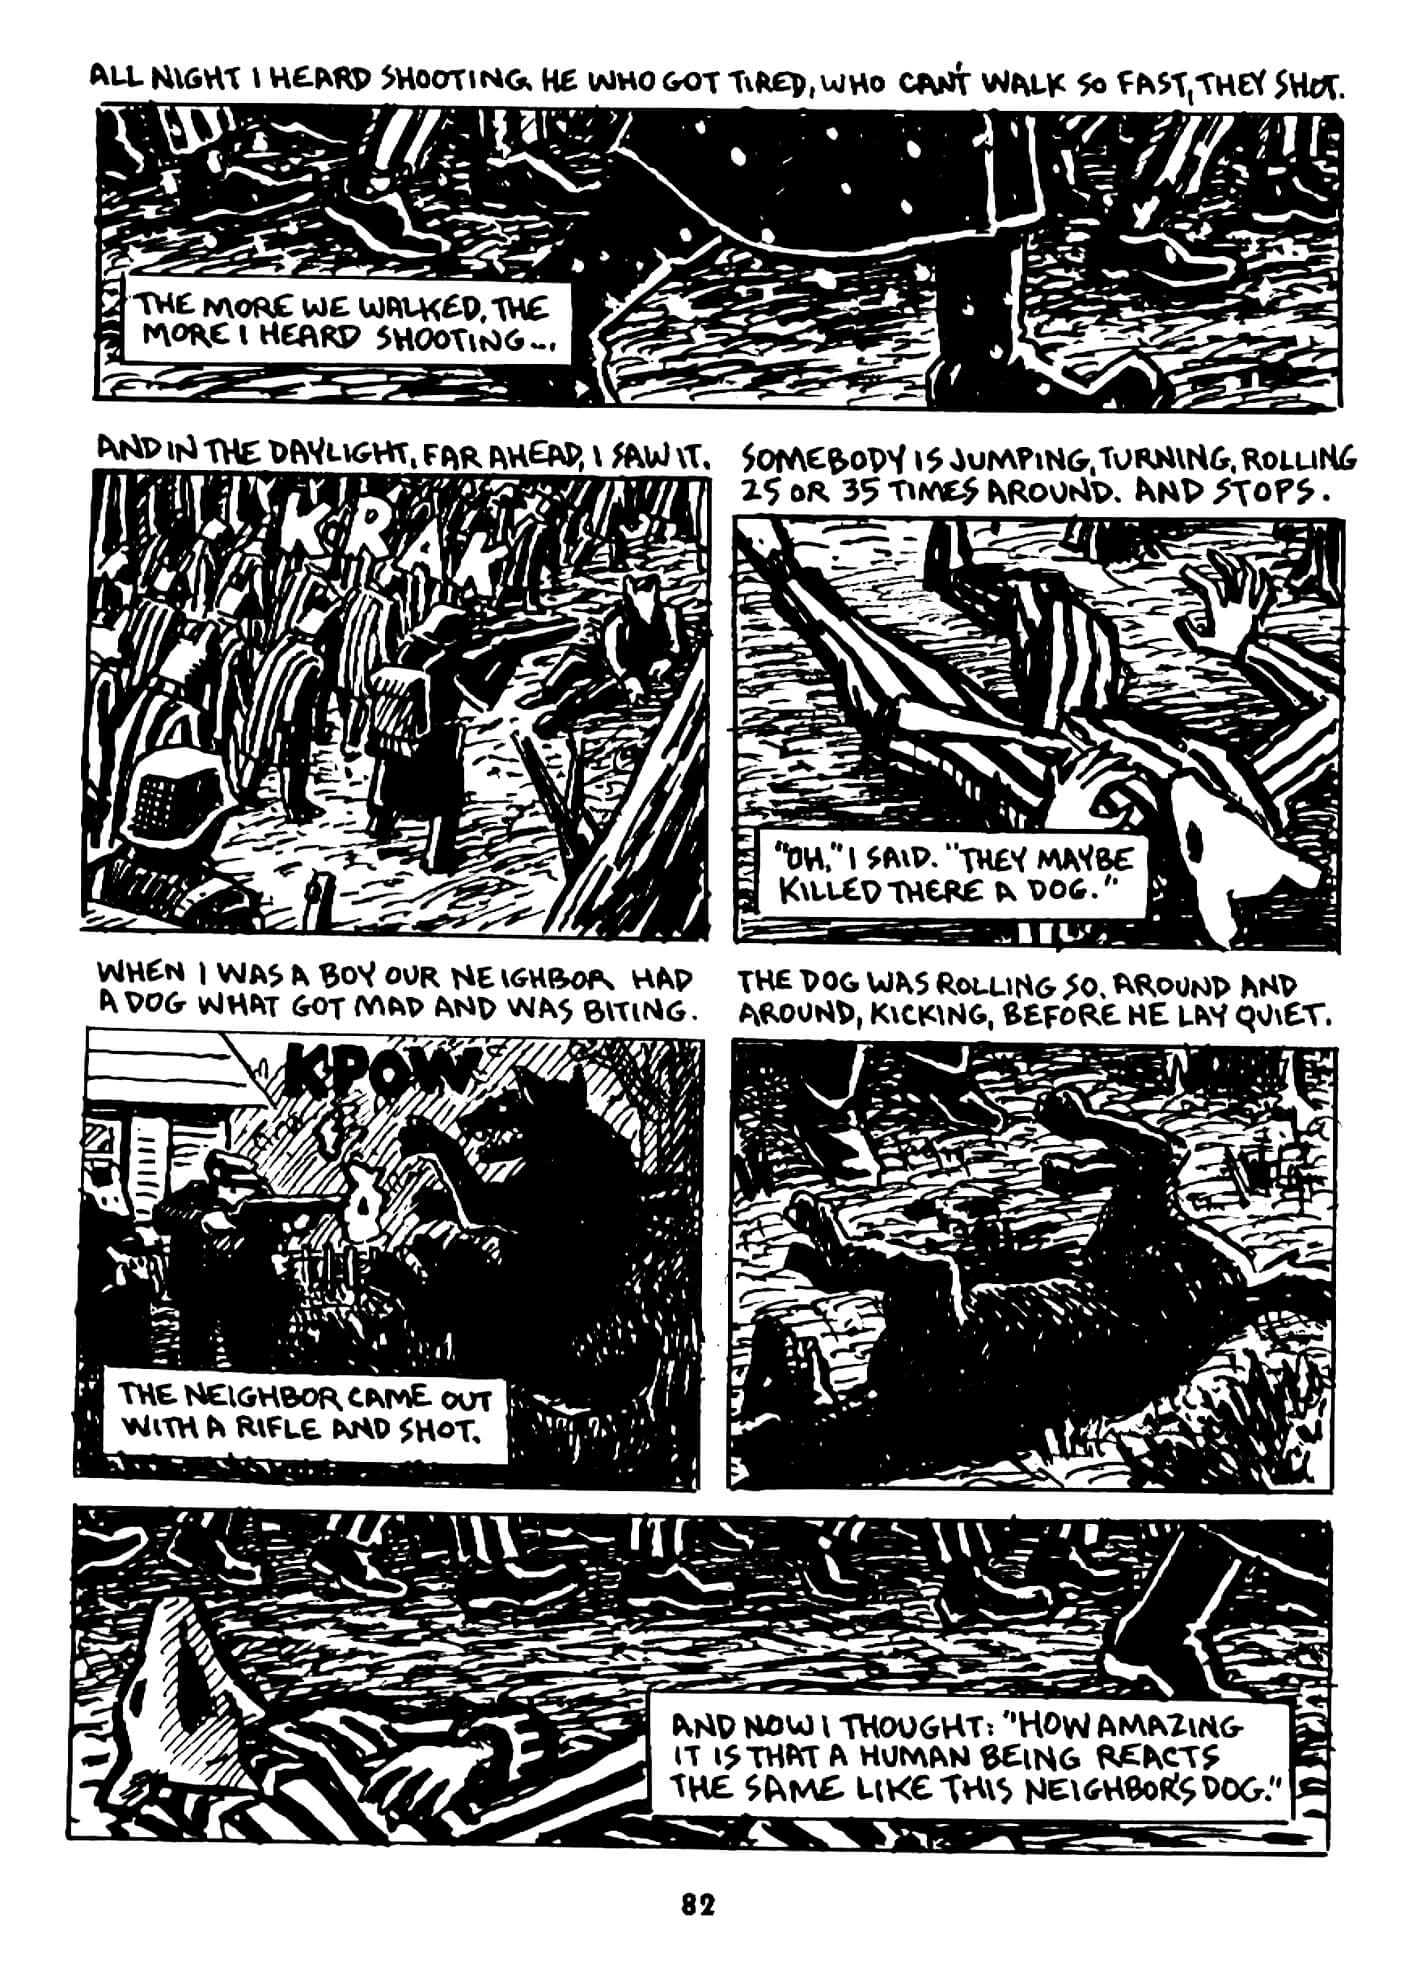 ALL NIGHT I HEARD SHOOTING. HE WHO GOT TIRED, WHO CAN'T WALK SO FAST, THEY SHOT.
THE MORE WE WALKED, THE
MORE I HEARD SHOOTING...
AND IN THE DAYLIGHT, FAR AHEAD, I SAW IT.
KRAK
SOMEBODY IS JUMPING, TURNING, ROLLING
25 OR 35 TIMES AROUND. AND STOPS.
"OH," I SAID. "THEY MAYBE
KILLED THERE A DOG."
WHEN I WAS A BOY OUR NEIGHBOR HAD
A DOG WHAT GOT MAD AND WAS BITING.
KPOW
THE NEIGHBOR CAME OUT
WITH A RIFLE AND SHOT.
THE DOG WAS ROLLING SO, AROUND AND
AROUND, KICKING, BEFORE HE LAY QUIET.
AND NOW I THOUGHT: "HOW AMAZING
IT IS THAT A HUMAN BEING REACTS
THE SAME LIKE THIS NEIGHBOR'S DOG."
82